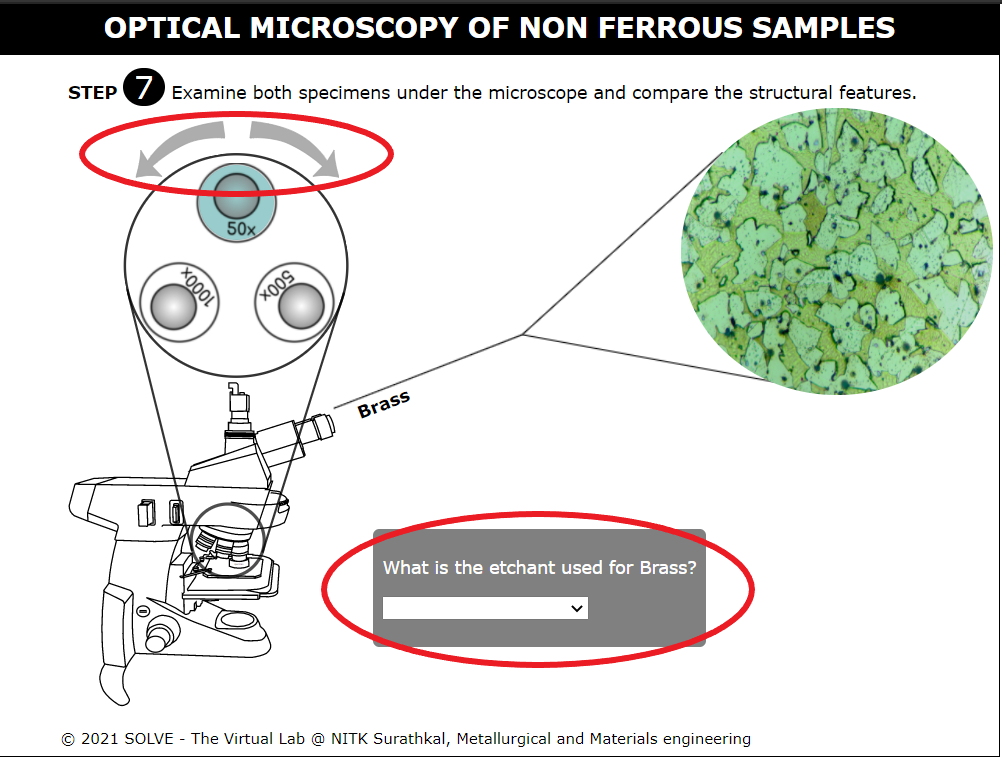 OPTICAL MICROSCOPY OF NON FERROUS SAMPLES
STEP 7 Examine both specimens under the microscope and compare the structural features.
50x
1000x
500x
Brass
What is the etchant used for Brass?
© 2021 SOLVE - The Virtual Lab @ NITK Surathkal, Metallurgical and Materials engineering